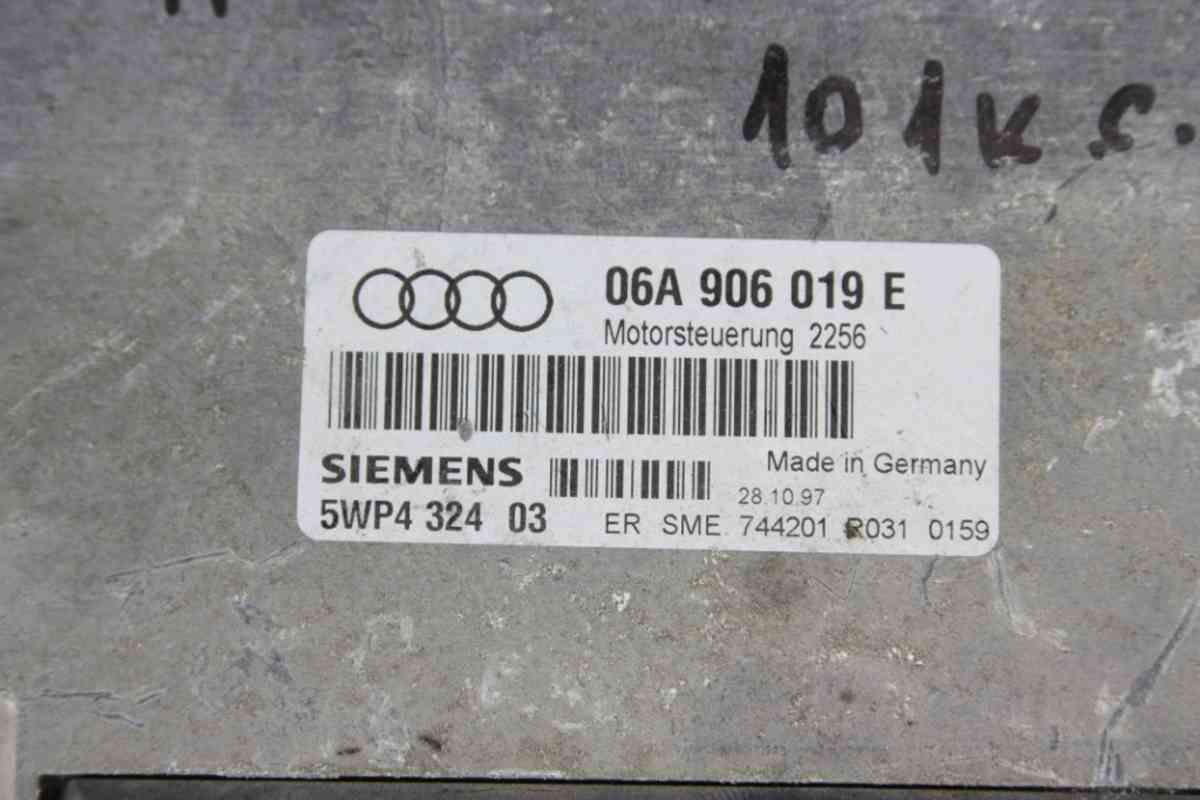 101 к.с.
06A 906 019 E
Motorsteuerung 2256
SIEMENS
Made in Germany
28.10.97
5WP4 324 03
ER SME 744201 R031 0159